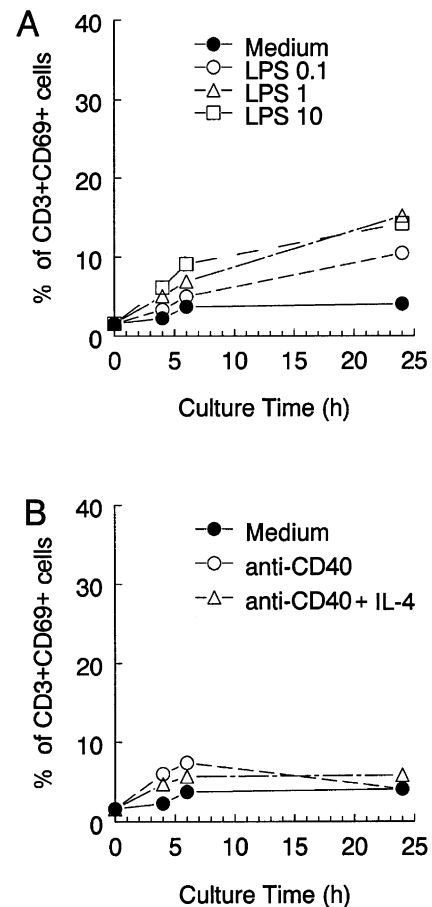 A
40
30
20
10
0
% of CD3+CD69+ cells
Medium
LPS 0.1
LPS 1
LPS 10
0 5 10 15 20 25
Culture Time (h)
B
40
30
20
10
0
% of CD3+CD69+ cells
Medium
anti-CD40
anti-CD40 + IL-4
0 5 10 15 20 25
Culture Time (h)